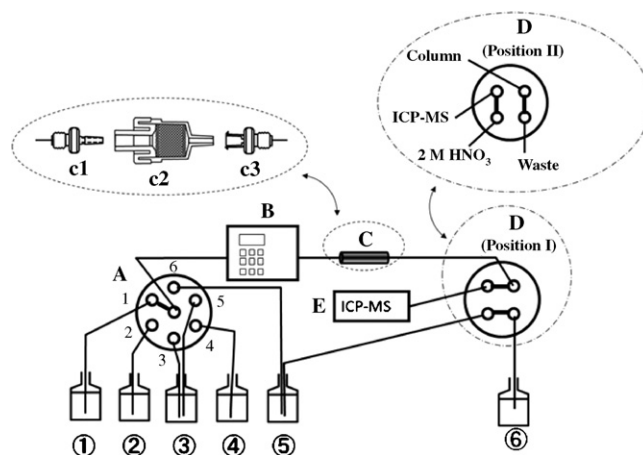 D
(Position II)
Column
ICP-MS
2 M HNO₃
Waste
c1
c2
c3
B
C
D
(Position I)
A
6
1
5
2
4
3
E
ICP-MS
①
②
③
④
⑤
⑥